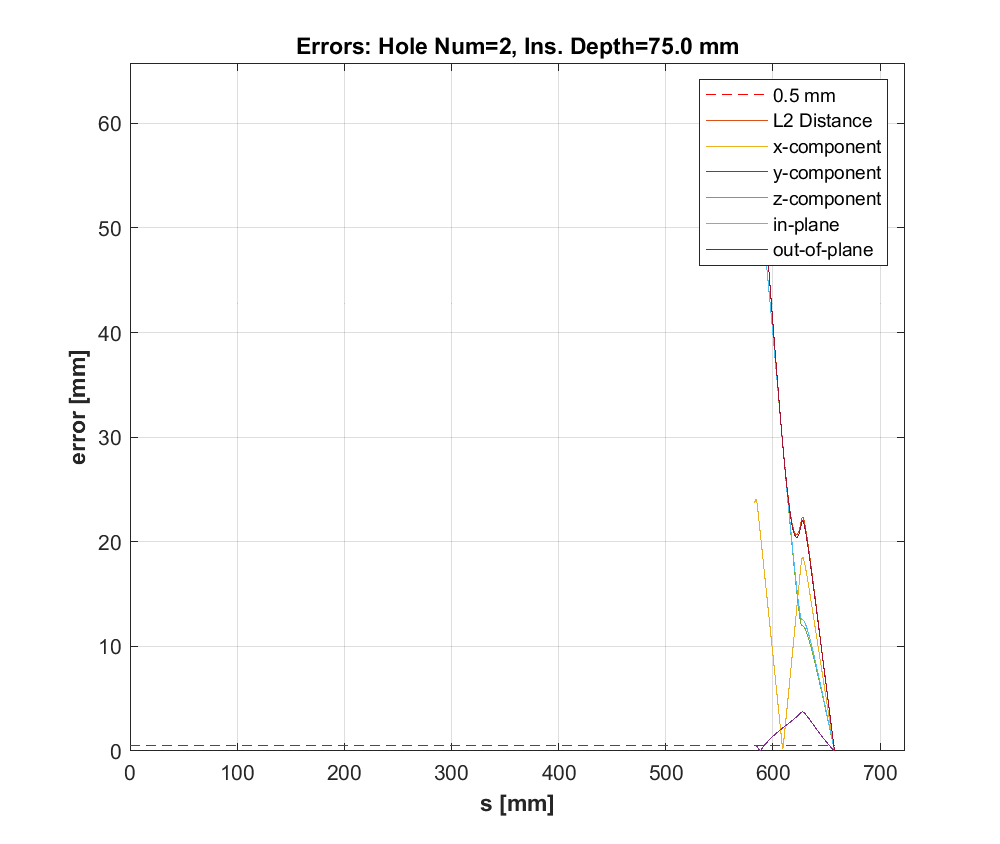 Errors: Hole Num=2, Ins. Depth=75.0 mm
0.5 mm
L2 Distance
x-component
y-component
z-component
in-plane
out-of-plane
60
50
40
30
20
10
0
error [mm]
0 100 200 300 400 500 600 700
s [mm]